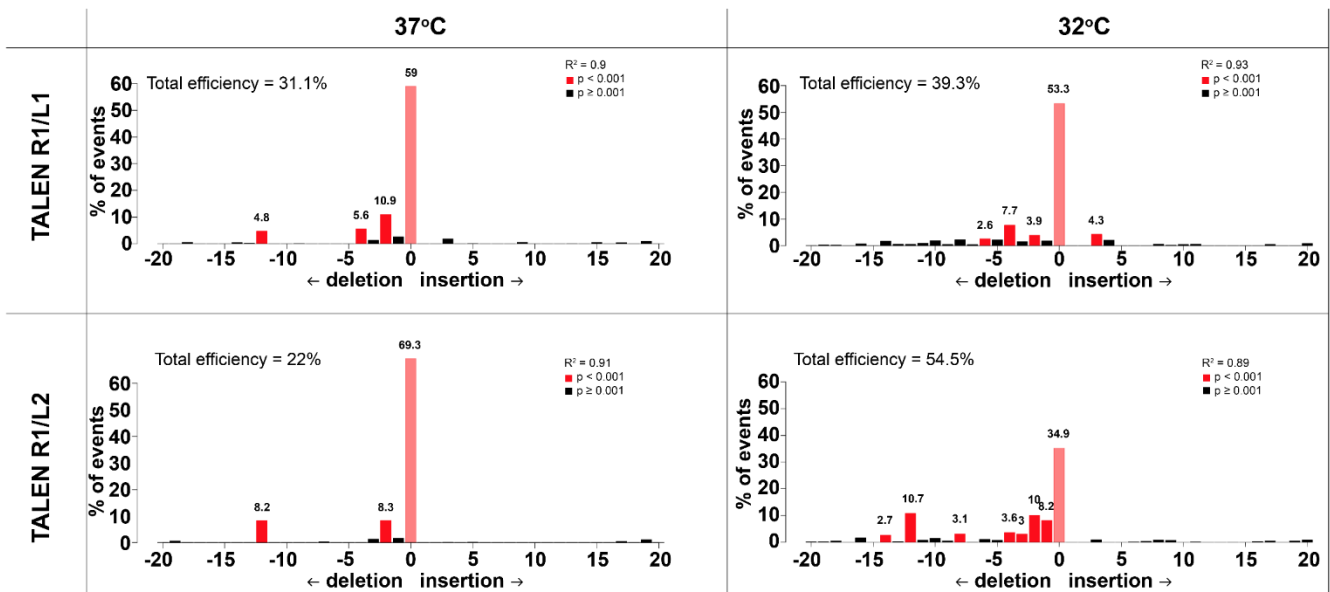 37°C
32°C
TALEN R1/L1
Total efficiency = 31.1%
R² = 0.9
p < 0.001
p ≥ 0.001
% of events
60
50
40
30
20
10
0
4.8
5.6
10.9
59
-20 -15 -10 -5 0 5 10 15 20
← deletion insertion →
Total efficiency = 39.3%
R² = 0.93
p < 0.001
p ≥ 0.001
% of events
60
50
40
30
20
10
0
2.6
7.7
3.9
53.3
4.3
-20 -15 -10 -5 0 5 10 15 20
← deletion insertion →
TALEN R1/L2
Total efficiency = 22%
R² = 0.91
p < 0.001
p ≥ 0.001
% of events
60
50
40
30
20
10
0
8.2
8.3
69.3
-20 -15 -10 -5 0 5 10 15 20
← deletion insertion →
Total efficiency = 54.5%
R² = 0.89
p < 0.001
p ≥ 0.001
% of events
60
50
40
30
20
10
0
2.7
10.7
3.1
3.6
3
10
8.2
34.9
-20 -15 -10 -5 0 5 10 15 20
← deletion insertion →